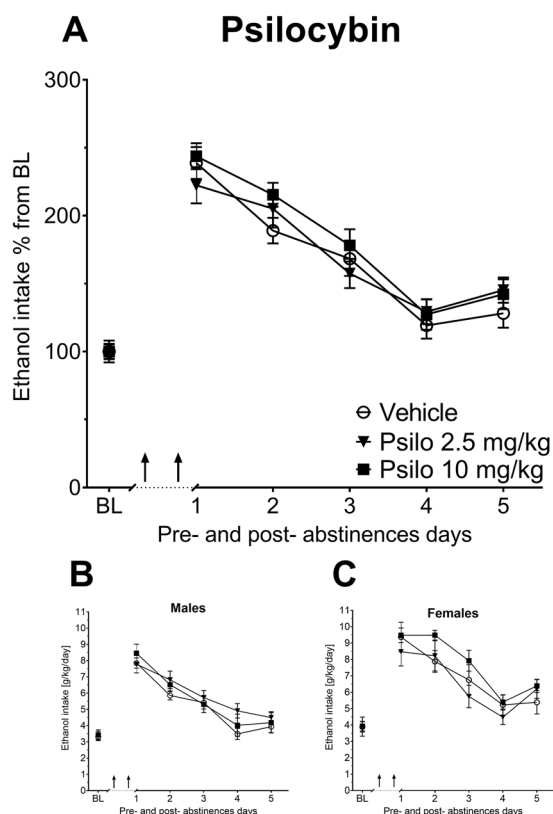 A
Psilocybin
Ethanol intake % from BL
300
250
200
150
100
50
0
Vehicle
Psilo 2.5 mg/kg
Psilo 10 mg/kg
BL
1
2
3
4
5
Pre- and post- abstinences days
B
Males
Ethanol intake [g/kg/day]
11
10
9
8
7
6
5
4
3
2
1
0
BL
1
2
3
4
5
Pre- and post- abstinences days
C
Females
Ethanol intake [g/kg/day]
11
10
9
8
7
6
5
4
3
2
1
0
BL
1
2
3
4
5
Pre- and post- abstinences days